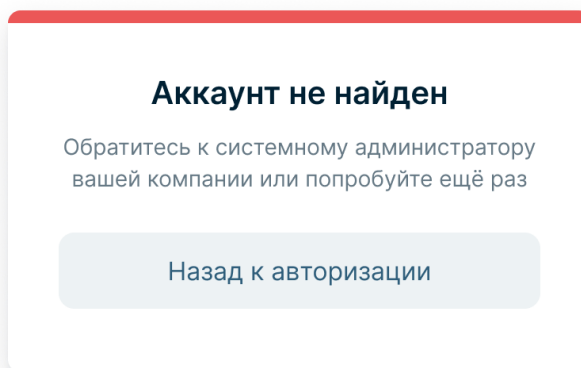 Аккаунт не найден
Обратитесь к системному администратору
вашей компании или попробуйте ещё раз
Назад к авторизации